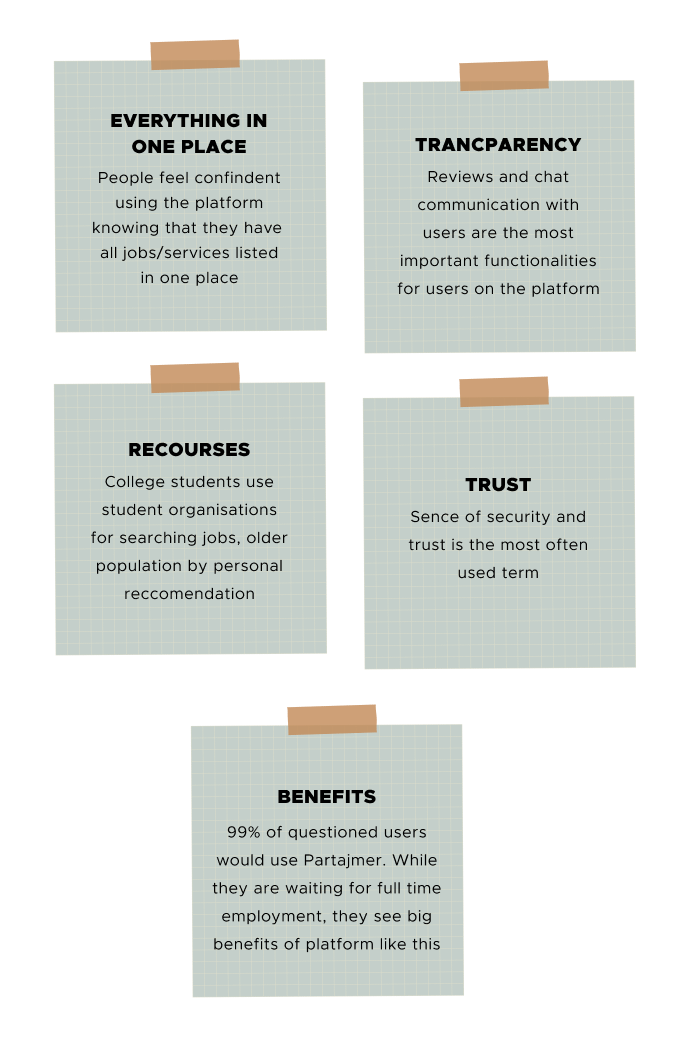 EVERYTHING IN
ONE PLACE
People feel confindent
using the platform
knowing that they have
all jobs/services listed
in one place
TRANCPARENCY
Reviews and chat
communication with
users are the most
important functionalities
for users on the platform
RECOURSES
College students use
student organisations
for searching jobs, older
population by personal
reccomendation
TRUST
Sence of security and
trust is the most often
used term
BENEFITS
99% of questioned users
would use Partajmer. While
they are waiting for full time
employment, they see big
benefits of platform like this